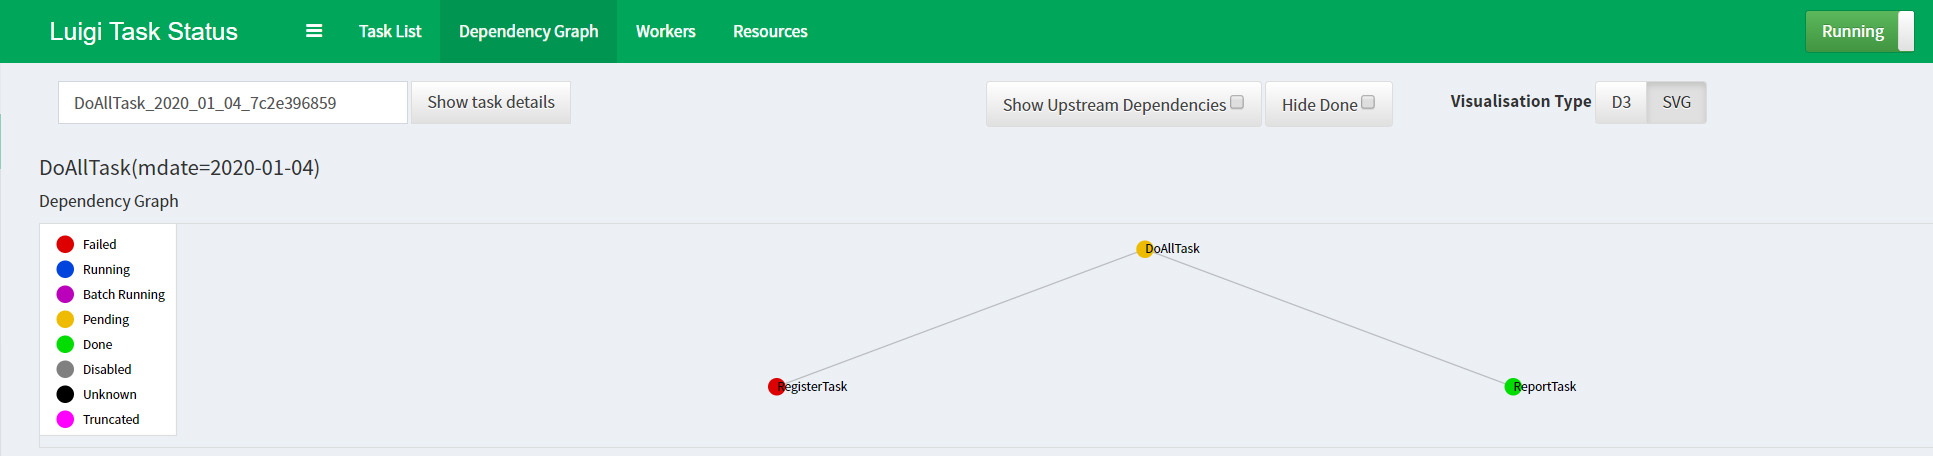 Luigi Task Status Task List Dependency Graph Workers Resources Running
DoAllTask_2020_01_04_7c2e396859 Show task details Show Upstream Dependencies Hide Done Visualisation Type D3 SVG
DoAllTask(mdate=2020-01-04)
Dependency Graph
Failed
Running
Batch Running
Pending
Done
Disabled
Unknown
Truncated
DoAllTask
RegisterTask
ReportTask